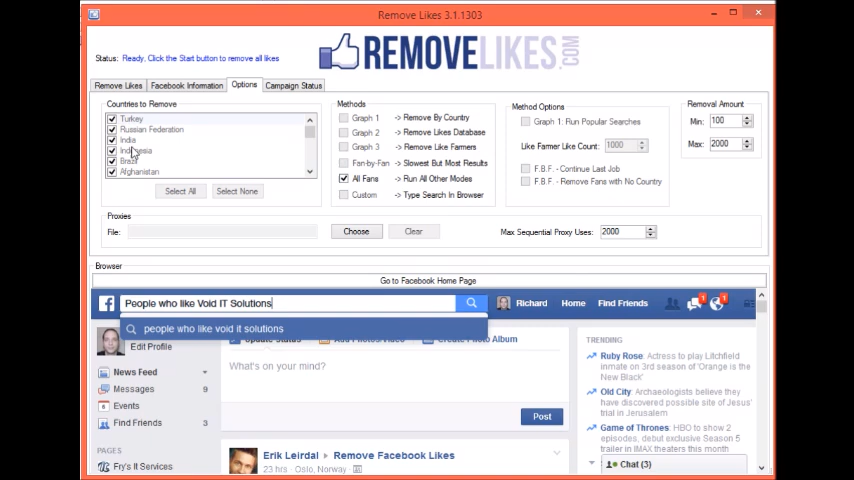 Remove Likes 3.1.1303
Status: Ready. Click the Start button to remove all likes
REMOVELIKES.COM
Remove Likes Facebook Information Options Campaign Status
Countries to Remove
Turkey
Russian Federation
India
Indonesia
Brazil
Afghanistan
Select All Select None
Methods
Graph 1 -> Remove By Country
Graph 2 -> Remove Likes Database
Graph 3 -> Remove Like Farmers
Fan-by-Fan -> Slowest But Most Results
All Fans -> Run All Other Modes
Custom -> Type Search In Browser
Method Options
Graph 1: Run Popular Searches
Like Farmer Like Count: 1000
F.B.F. - Continue Last Job
F.B.F. - Remove Fans with No Country
Removal Amount
Min: 100
Max: 2000
Proxies
File: Choose Clear Max Sequential Proxy Uses: 2000
Browser
Go to Facebook Home Page
f People who like Void IT Solutions Richard Home Find Friends 1 1
people who like void it solutions
Edit Profile
Update Status Add Photos/Video Create Photo Album
What's on your mind?
Post
News Feed
Messages 9
Events
6
Find Friends 3
PAGES
Fry's It Services
Erik Leirdal Remove Facebook Likes
23 hrs · Oslo, Norway
TRENDING
Ruby Rose: Actress to play Litchfield
inmate on 3rd season of 'Orange is the
New Black'
Old City: Archaeologists believe they
have discovered possible site of Jesus'
trial in Jerusalem
Game of Thrones: HBO to show 2
episodes, debut exclusive Season 5
trailer in IMAX theaters this month
Chat (3)